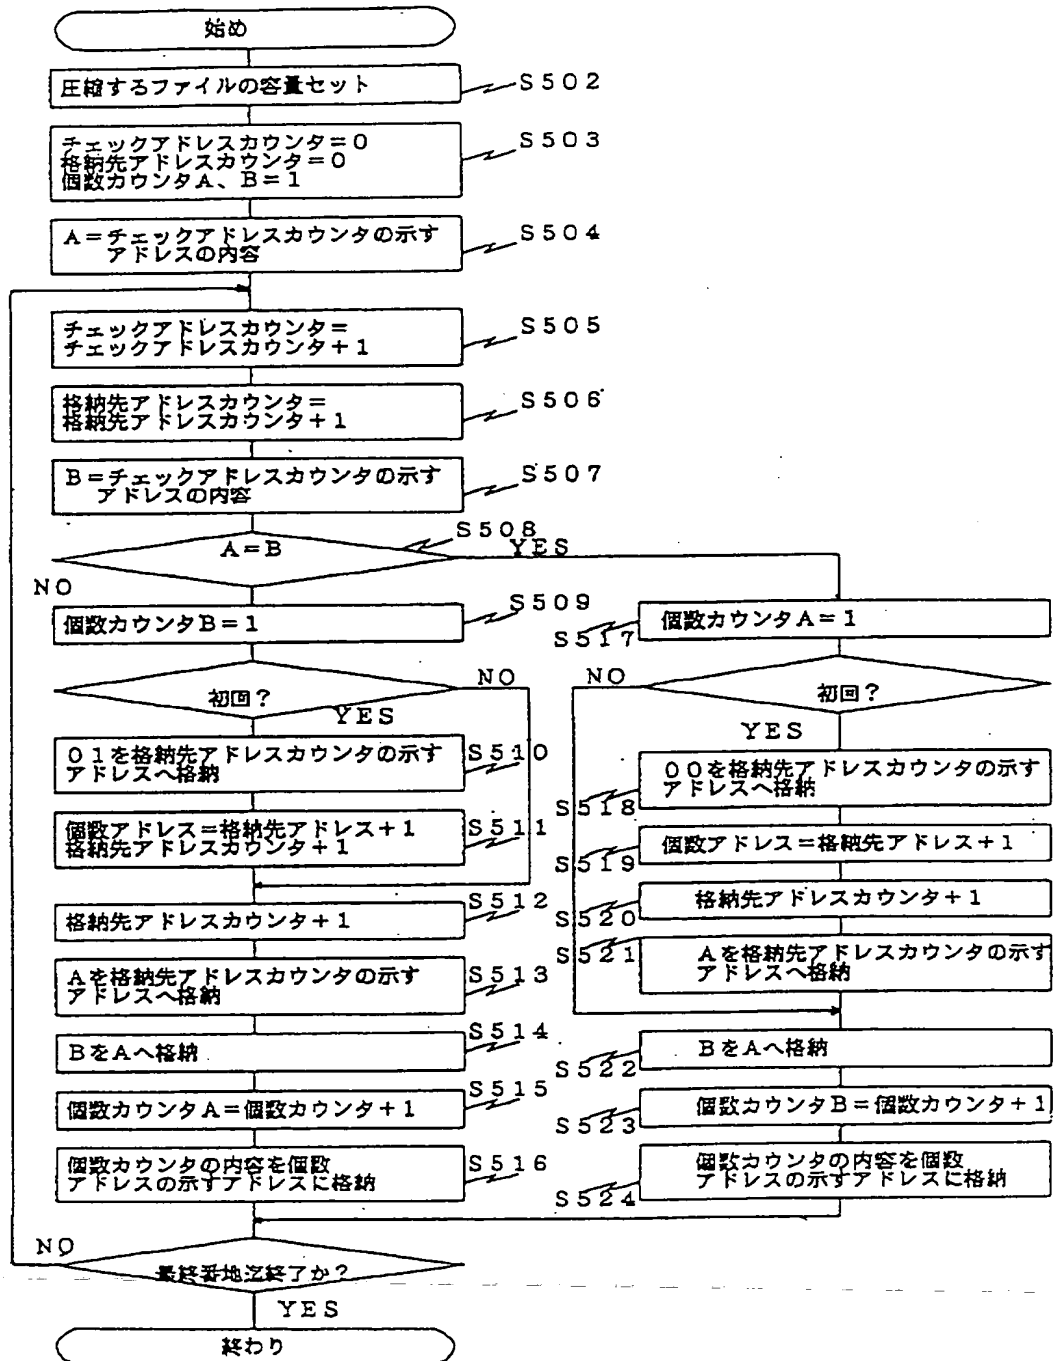 始め
圧縮するファイルの容量セット
S502
チェックアドレスカウンタ=0
格納先アドレスカウンタ=0
個数カウンタA、B=1
S503
A=チェックアドレスカウンタの示す
アドレスの内容
S504
チェックアドレスカウンタ=
チェックアドレスカウンタ+1
S505
格納先アドレスカウンタ=
格納先アドレスカウンタ+1
S506
B=チェックアドレスカウンタの示す
アドレスの内容
S507
A=B
S508
YES
NO
個数カウンタB=1
S509
初回?
NO
YES
01を格納先アドレスカウンタの示す
アドレスへ格納
S510
個数アドレス=格納先アドレス+1
格納先アドレスカウンタ+1
S511
格納先アドレスカウンタ+1
S512
Aを格納先アドレスカウンタの示す
アドレスへ格納
S513
BをAへ格納
S514
個数カウンタA=個数カウンタ+1
S515
個数カウンタの内容を個数
アドレスの示すアドレスに格納
S516
個数カウンタA=1
S517
初回?
NO
YES
00を格納先アドレスカウンタの示す
アドレスへ格納
S518
個数アドレス=格納先アドレス+1
S519
格納先アドレスカウンタ+1
S520
Aを格納先アドレスカウンタの示す
アドレスへ格納
S521
BをAへ格納
S522
個数カウンタB=個数カウンタ+1
S523
個数カウンタの内容を個数
アドレスの示すアドレスに格納
S524
NO
最終番地迄終了か?
YES
終わり